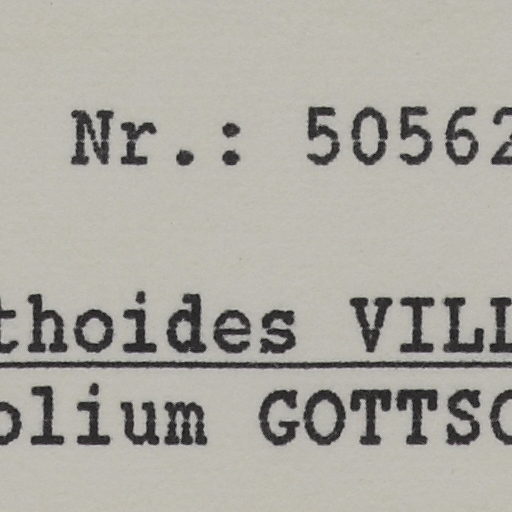 Nr.: 50562
thoides VILL
olium GOTTSC